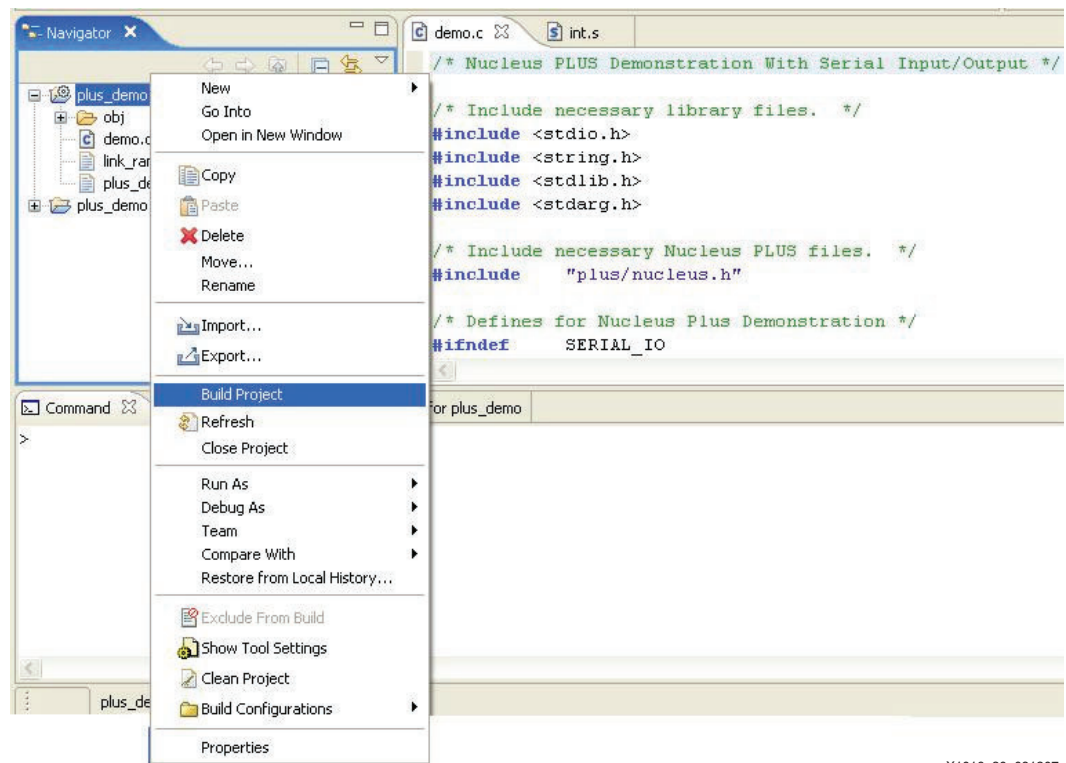 Navigator
demo.c
int.s
/* Nucleus PLUS Demonstration With Serial Input/Output */
/* Include necessary library files. */
#include <stdio.h>
#include <string.h>
#include <stdlib.h>
#include <stdarg.h>
/* Include necessary Nucleus PLUS files. */
#include "plus/nucleus.h"
/* Defines for Nucleus Plus Demonstration */
#ifndef SERIAL_IO
plus_demo
obj
demo.c
link_ra
plus_de
plus_demo
New
Go Into
Open in New Window
Copy
Paste
Delete
Move...
Rename
Import...
Export...
Build Project
Refresh
Close Project
Run As
Debug As
Team
Compare With
Restore from Local History...
Exclude From Build
Show Tool Settings
Clean Project
Build Configurations
Properties
Command
for plus_demo
>
plus_de